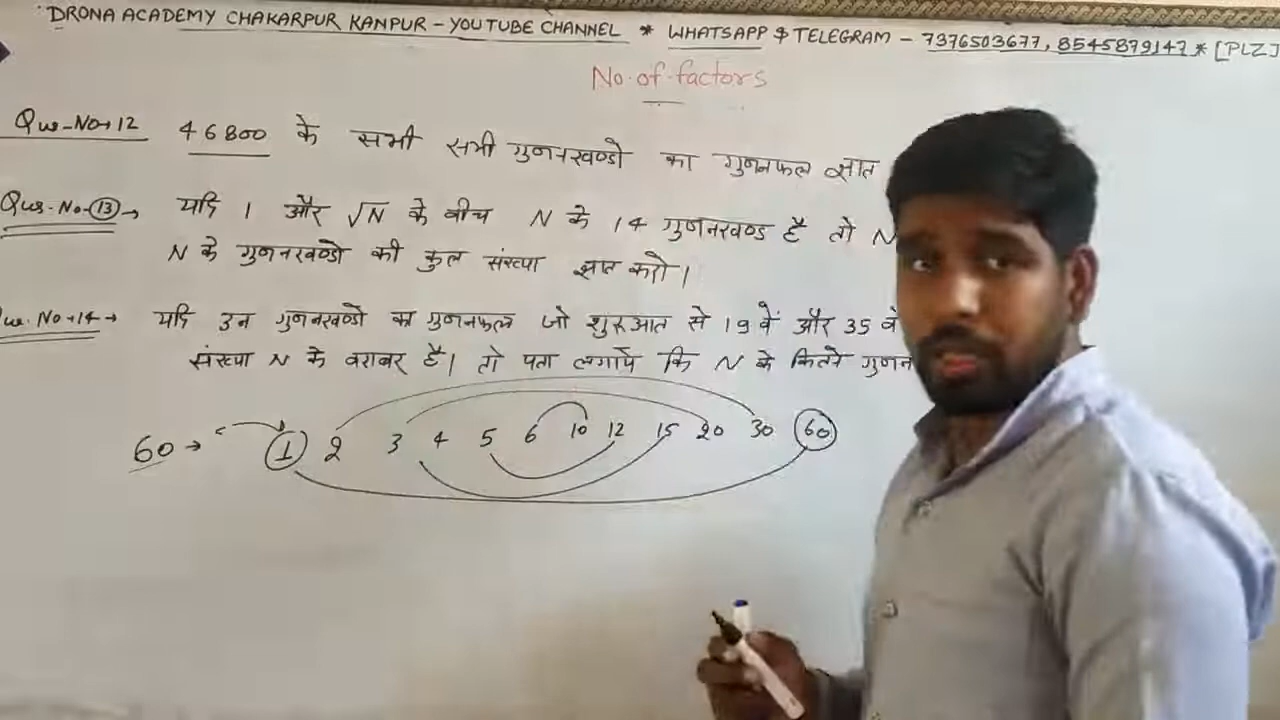 DRONA ACADEMY CHAKARPUR KANPUR – YOUTUBE CHANNEL * WHATSAPP & TELEGRAM – 7376503677, 8545879147 * [PLZ]
No. of factors
Que-No→12 46800 के सभी सभी गुणनखण्डो का गुणनफल ज्ञात
Que-No-13→ यदि 1 और √N के बीच N के 14 गुणनखण्ड है तो N
N के गुणनखण्डो की कुल संख्या ज्ञात करो।
Que. No→14→ यदि उन गुणनखण्डो का गुणनफल जो शुरूआत से 19 वें और 35 वें
संख्या N के बराबर है। तो पता लगाये कि N के कितने गुणन
60→ 1 2 3 4 5 6 10 12 15 20 30 60